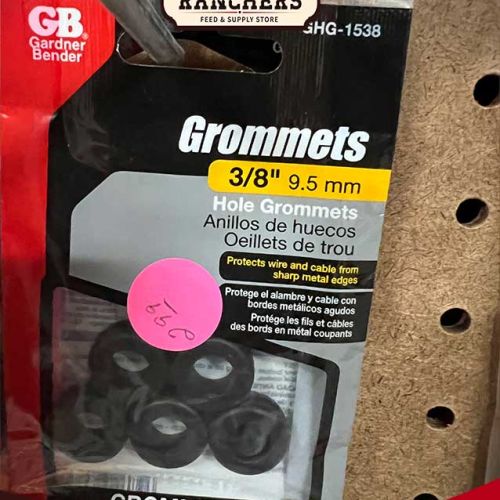 RANCHERS
FEED & SUPPLY STORE
GB
Gardner
Bender
GHG-1538
Grommets
3/8" 9.5 mm
Hole Grommets
Anillos de huecos
Oeillets de trou
Protects wire and cable from
sharp metal edges
Protege el alambre y cable con
bordes metálicos agudos
Protége les fils et câbles
des bords en métal coupants